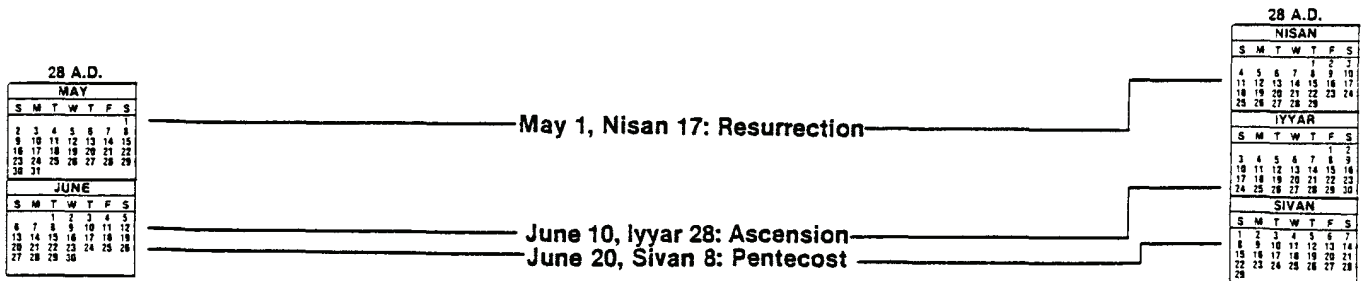 28 A.D.
MAY
S M T W T F S
1
2 3 4 5 6 7 8
9 10 11 12 13 14 15
16 17 18 19 20 21 22
23 24 25 26 27 28 29
30 31
JUNE
S M T W T F S
1 2 3 4 5
6 7 8 9 10 11 12
13 14 15 16 17 18 19
20 21 22 23 24 25 26
27 28 29 30
May 1, Nisan 17: Resurrection
June 10, Iyyar 28: Ascension
June 20, Sivan 8: Pentecost
28 A.D.
NISAN
S M T W T F S
1 2 3
4 5 6 7 8 9 10
11 12 13 14 15 16 17
18 19 20 21 22 23 24
25 26 27 28 29
IYYAR
1 2
3 4 5 6 7 8 9
10 11 12 13 14 15 16
17 18 19 20 21 22 23
24 25 26 27 28 29 30
SIVAN
S M T W T F S
1 2 3 4 5 6 7
8 9 10 11 12 13 14
15 16 17 18 19 20 21
22 23 24 25 26 27 28
29